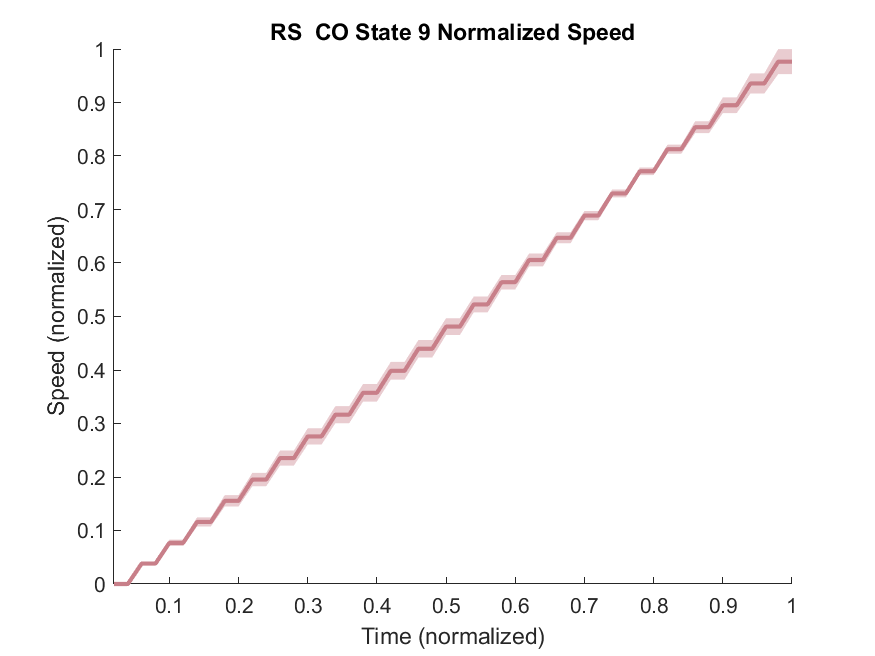 RS  CO State 9 Normalized Speed
1
0.9
0.8
0.7
0.6
0.5
0.4
0.3
0.2
0.1
0
Speed (normalized)
0.1 0.2 0.3 0.4 0.5 0.6 0.7 0.8 0.9 1
Time (normalized)